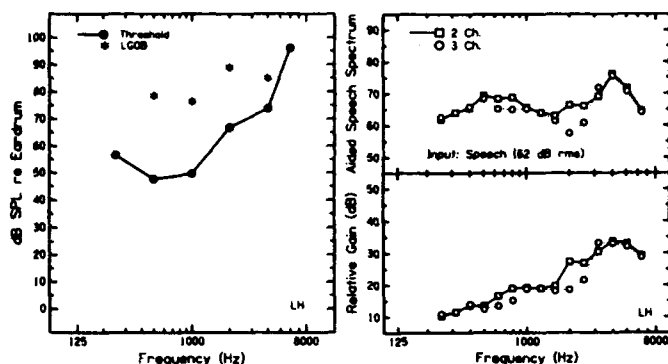 Threshold
LGOB
dB SPL re Eardrum
100
90
80
70
60
50
40
30
20
10
0
LH
125
1000
8000
Frequency (Hz)
2 Ch.
3 Ch.
Aided Speech Spectrum
90
80
70
60
50
Input: Speech (62 dB rms)
Relative Gain (dB)
50
40
30
20
10
LH
125
1000
8000
Frequency (Hz)